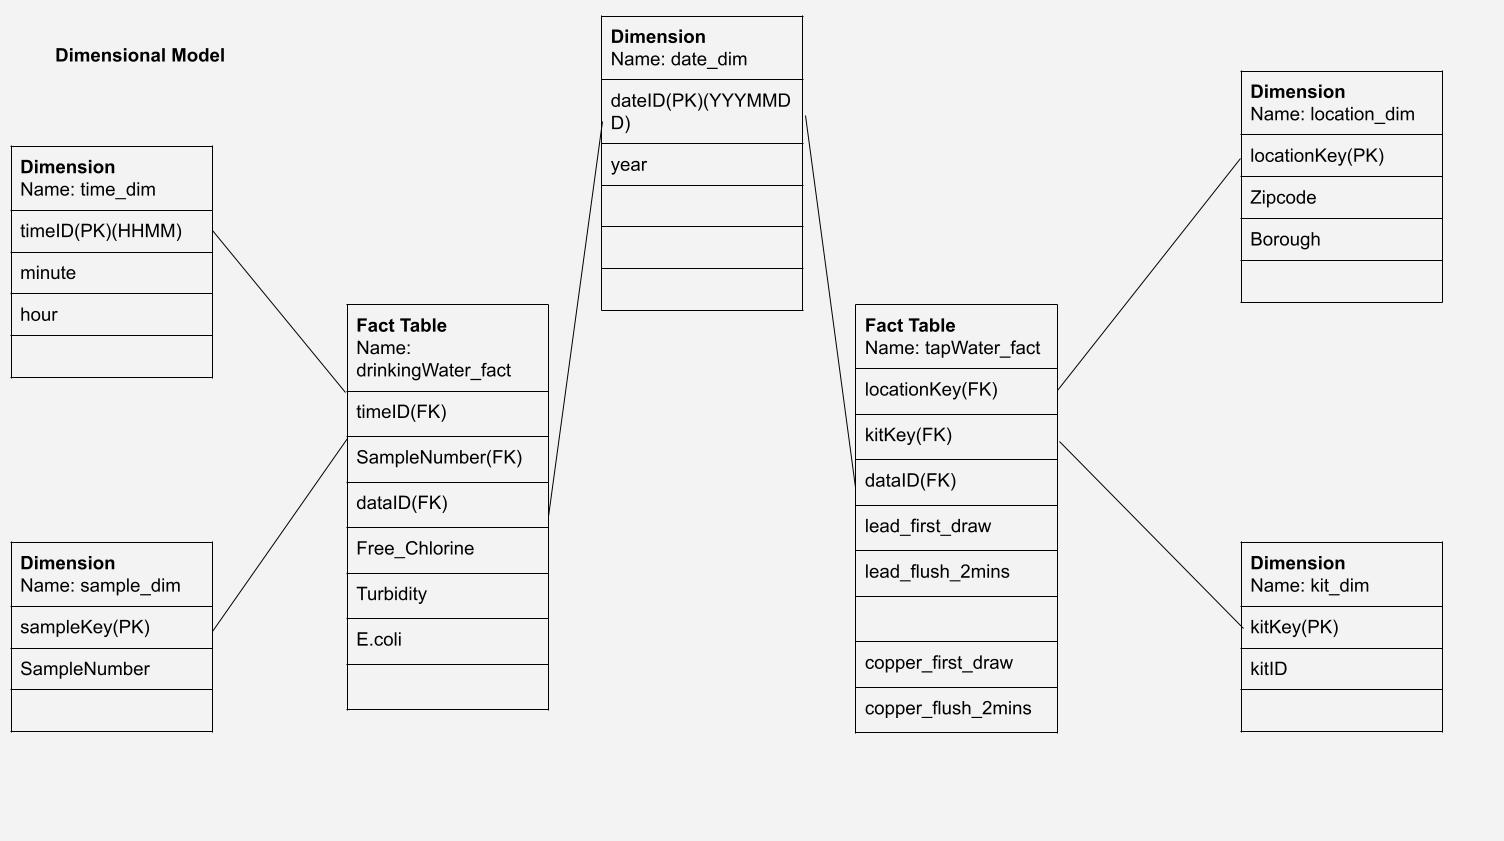 Dimensional Model
Dimension
Name: time_dim
timeID(PK)(HHMM)
minute
hour
Dimension
Name: sample_dim
sampleKey(PK)
SampleNumber
Fact Table
Name:
drinkingWater_fact
timeID(FK)
SampleNumber(FK)
dataID(FK)
Free_Chlorine
Turbidity
E.coli
Dimension
Name: date_dim
dateID(PK)(YYYMMD
D)
year
Fact Table
Name: tapWater_fact
locationKey(FK)
kitKey(FK)
dataID(FK)
lead_first_draw
lead_flush_2mins
copper_first_draw
copper_flush_2mins
Dimension
Name: location_dim
locationKey(PK)
Zipcode
Borough
Dimension
Name: kit_dim
kitKey(PK)
kitID